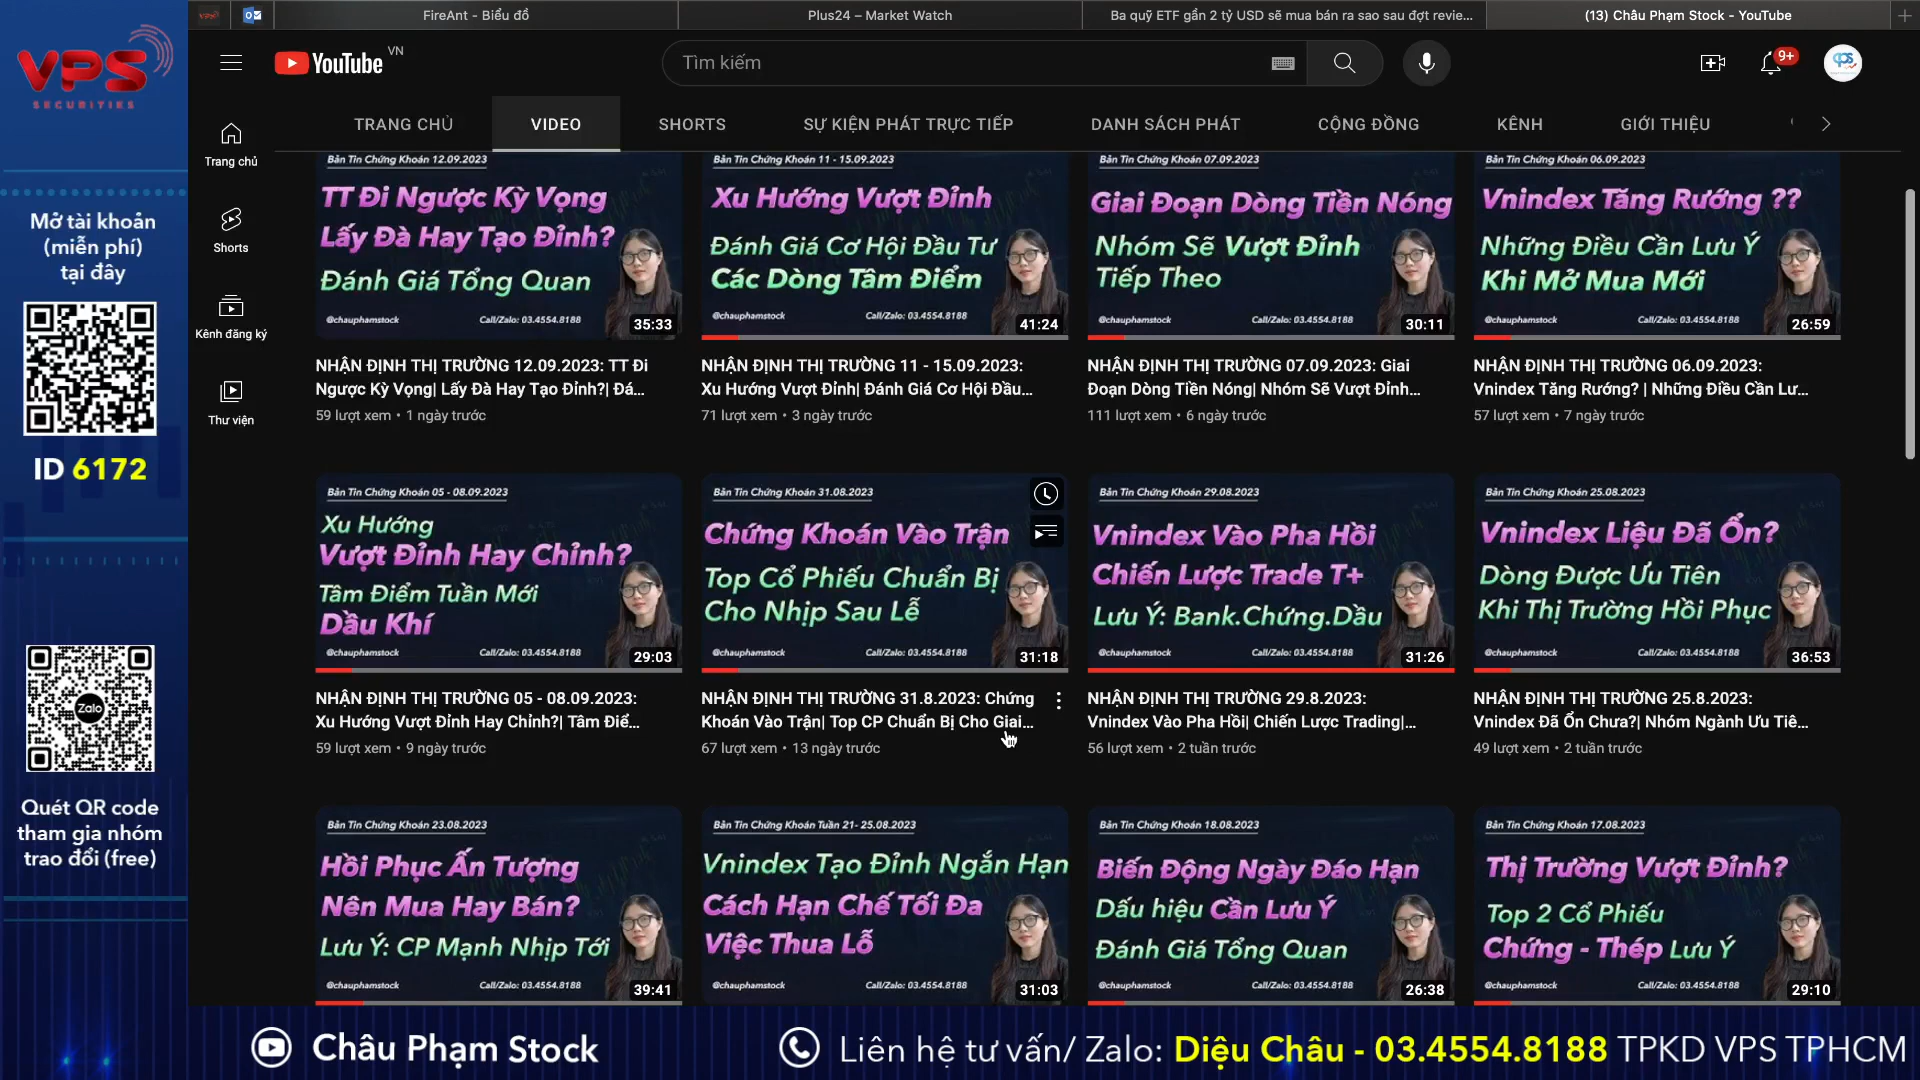 FireAnt - Biểu đồ
Plus24 – Market Watch
Ba quỹ ETF gần 2 tỷ USD sẽ mua bán ra sao sau đợt revie...
(13) Châu Phạm Stock - YouTube
VPS
SECURITIES
YouTube VN
Tìm kiếm
9+
TRANG CHỦ
VIDEO
SHORTS
SỰ KIỆN PHÁT TRỰC TIẾP
DANH SÁCH PHÁT
CỘNG ĐỒNG
KÊNH
GIỚI THIỆU
Trang chủ
Shorts
Kênh đăng ký
Thư viện
Mở tài khoản
(miễn phí)
tại đây
ID 6172
Zalo
Quét QR code
tham gia nhóm
trao đổi (free)
Bản Tin Chứng Khoán 12.09.2023
TT Đi Ngược Kỳ Vọng
Lấy Đà Hay Tạo Đỉnh?
Đánh Giá Tổng Quan
@chauphamstock
Call/Zalo: 03.4554.8188
35:33
NHẬN ĐỊNH THỊ TRƯỜNG 12.09.2023: TT Đi
Ngược Kỳ Vọng| Lấy Đà Hay Tạo Đỉnh?| Đá...
59 lượt xem • 1 ngày trước
Bản Tin Chứng Khoán 11 - 15.09.2023
Xu Hướng Vượt Đỉnh
Đánh Giá Cơ Hội Đầu Tư
Các Dòng Tâm Điểm
@chauphamstock
Call/Zalo: 03.4554.8188
41:24
NHẬN ĐỊNH THỊ TRƯỜNG 11 - 15.09.2023:
Xu Hướng Vượt Đỉnh| Đánh Giá Cơ Hội Đầu...
71 lượt xem • 3 ngày trước
Bản Tin Chứng Khoán 07.09.2023
Giai Đoạn Dòng Tiền Nóng
Nhóm Sẽ Vượt Đỉnh
Tiếp Theo
@chauphamstock
Call/Zalo: 03.4554.8188
30:11
NHẬN ĐỊNH THỊ TRƯỜNG 07.09.2023: Giai
Đoạn Dòng Tiền Nóng| Nhóm Sẽ Vượt Đỉnh...
111 lượt xem • 6 ngày trước
Bản Tin Chứng Khoán 06.09.2023
Vnindex Tăng Rướng ??
Những Điều Cần Lưu Ý
Khi Mở Mua Mới
@chauphamstock
Call/Zalo: 03.4554.8188
26:59
NHẬN ĐỊNH THỊ TRƯỜNG 06.09.2023:
Vnindex Tăng Rướng? | Những Điều Cần Lư...
57 lượt xem • 7 ngày trước
Bản Tin Chứng Khoán 05 - 08.09.2023
Xu Hướng
Vượt Đỉnh Hay Chỉnh?
Tâm Điểm Tuần Mới
Dầu Khí
@chauphamstock
Call/Zalo: 03.4554.8188
29:03
NHẬN ĐỊNH THỊ TRƯỜNG 05 - 08.09.2023:
Xu Hướng Vượt Đỉnh Hay Chỉnh?| Tâm Điể...
59 lượt xem • 9 ngày trước
Bản Tin Chứng Khoán 31.08.2023
Chứng Khoán Vào Trận
Top Cổ Phiếu Chuẩn Bị
Cho Nhịp Sau Lễ
@chauphamstock
Call/Zalo: 03.4554.8188
31:18
NHẬN ĐỊNH THỊ TRƯỜNG 31.8.2023: Chứng
Khoán Vào Trận| Top CP Chuẩn Bị Cho Giai...
67 lượt xem • 13 ngày trước
Bản Tin Chứng Khoán 29.08.2023
Vnindex Vào Pha Hồi
Chiến Lược Trade T+
Lưu Ý: Bank.Chứng.Dầu
@chauphamstock
Call/Zalo: 03.4554.8188
31:26
NHẬN ĐỊNH THỊ TRƯỜNG 29.8.2023:
Vnindex Vào Pha Hồi| Chiến Lược Trading|...
56 lượt xem • 2 tuần trước
Bản Tin Chứng Khoán 25.08.2023
Vnindex Liệu Đã Ổn?
Dòng Được Ưu Tiên
Khi Thị Trường Hồi Phục
@chauphamstock
Call/Zalo: 03.4554.8188
36:53
NHẬN ĐỊNH THỊ TRƯỜNG 25.8.2023:
Vnindex Đã Ổn Chưa?| Nhóm Ngành Ưu Tiê...
49 lượt xem • 2 tuần trước
Bản Tin Chứng Khoán 23.08.2023
Hồi Phục Ấn Tượng
Nên Mua Hay Bán?
Lưu Ý: CP Mạnh Nhịp Tới
@chauphamstock
Call/Zalo: 03.4554.8188
39:41
Bản Tin Chứng Khoán Tuần 21- 25.08.2023
Vnindex Tạo Đỉnh Ngắn Hạn
Cách Hạn Chế Tối Đa
Việc Thua Lỗ
@chauphamstock
Call/Zalo: 03.4554.8188
31:03
Bản Tin Chứng Khoán 18.08.2023
Biến Động Ngày Đáo Hạn
Dấu hiệu Cần Lưu Ý
Đánh Giá Tổng Quan
@chauphamstock
Call/Zalo: 03.4554.8188
26:38
Bản Tin Chứng Khoán 17.08.2023
Thị Trường Vượt Đỉnh?
Top 2 Cổ Phiếu
Chứng - Thép Lưu Ý
@chauphamstock
Call/Zalo: 03.4554.8188
29:10
Châu Phạm Stock
Liên hệ tư vấn/ Zalo: Diệu Châu - 03.4554.8188 TPKD VPS TPHCM